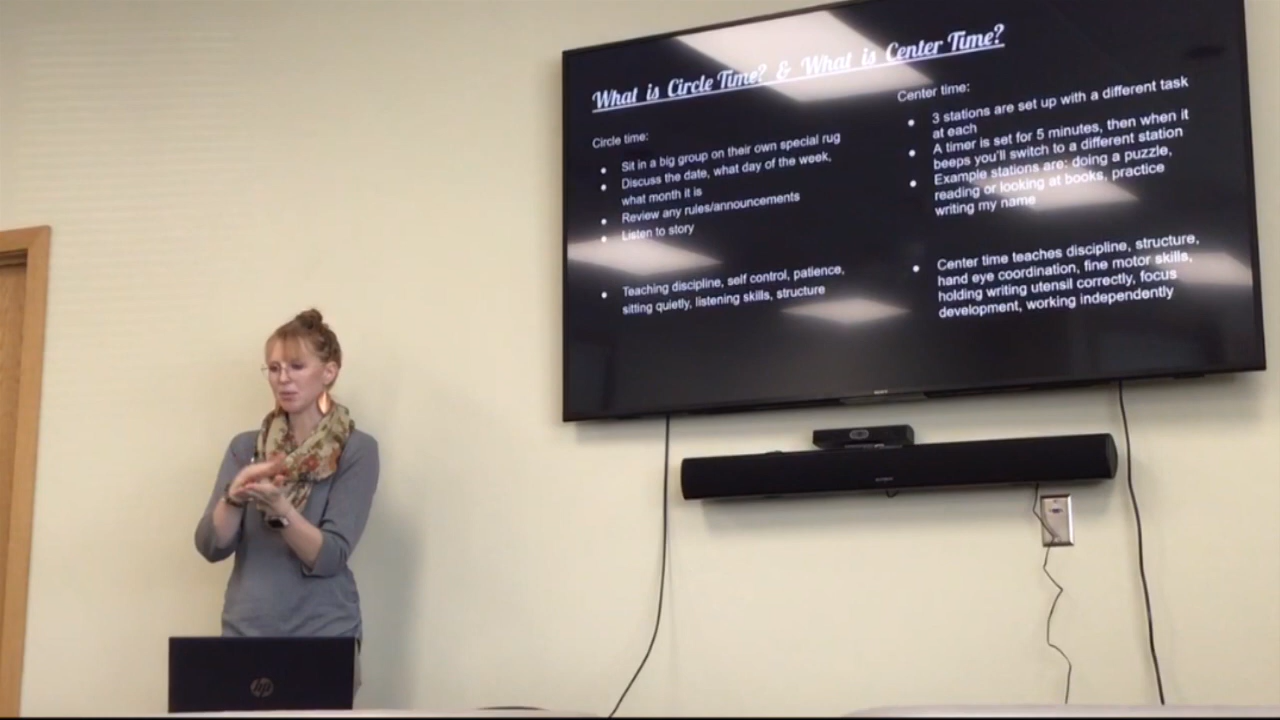 What is Circle Time? & What is Center Time?
Circle time:
Sit in a big group on their own special rug
Discuss the date, what day of the week,
what month it is
Review any rules/announcements
Listen to story
Teaching discipline, self control, patience,
sitting quietly, listening skills, structure
Center time:
3 stations are set up with a different task
at each
A timer is set for 5 minutes, then when it
beeps you'll switch to a different station
Example stations are: doing a puzzle,
reading or looking at books, practice
writing my name
Center time teaches discipline, structure,
hand eye coordination, fine motor skills,
holding writing utensil correctly, focus
development, working independently
SONY
hp